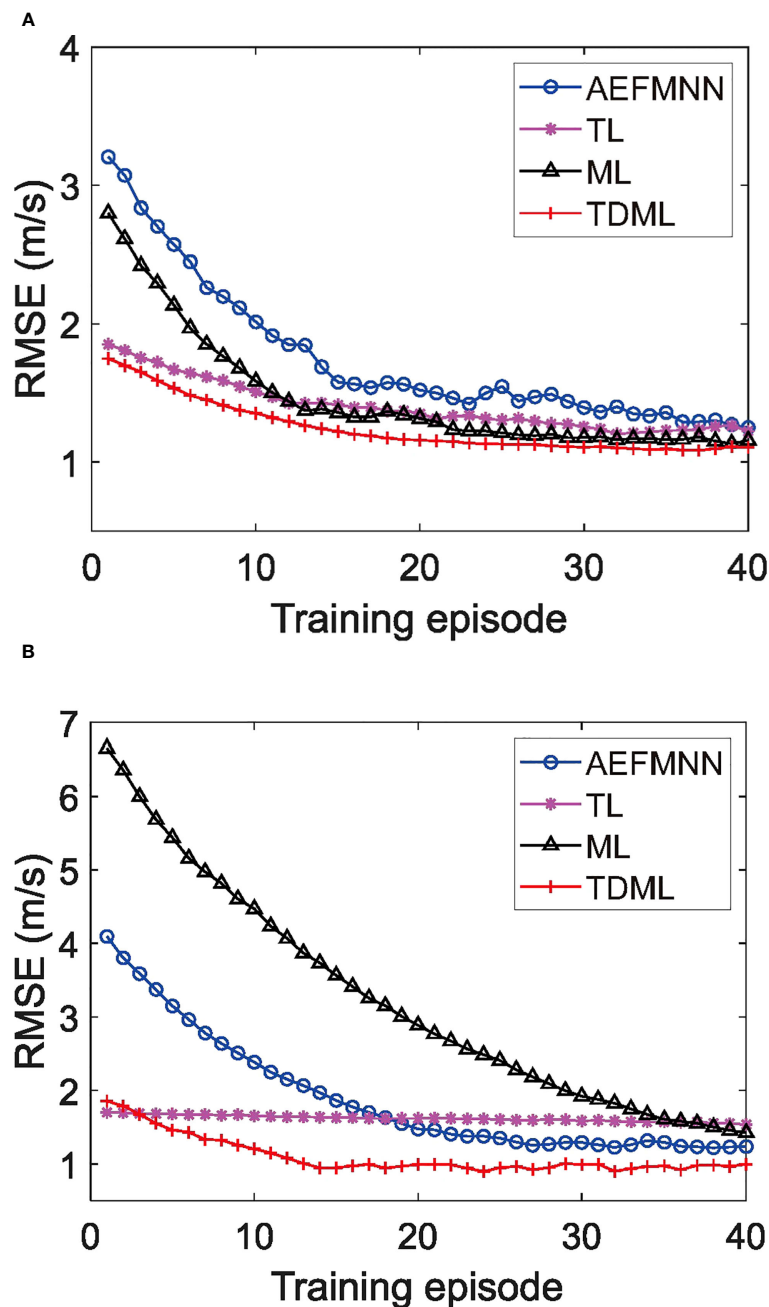 A
4
3
2
1
RMSE (m/s)
AEFMNN
TL
ML
TDML
0 10 20 30 40
Training episode
B
7
6
5
4
3
2
1
RMSE (m/s)
AEFMNN
TL
ML
TDML
0 10 20 30 40
Training episode